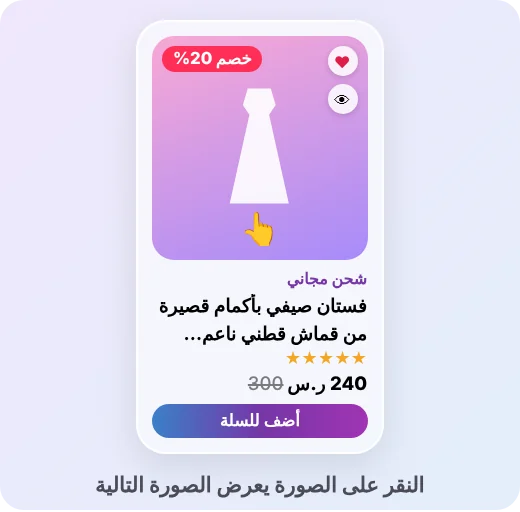 خصم 20%
شحن مجاني
فستان صيفي بأكمام قصيرة
من قماش قطني ناعم...
240 ر.س 300
أضف للسلة
النقر على الصورة يعرض الصورة التالية